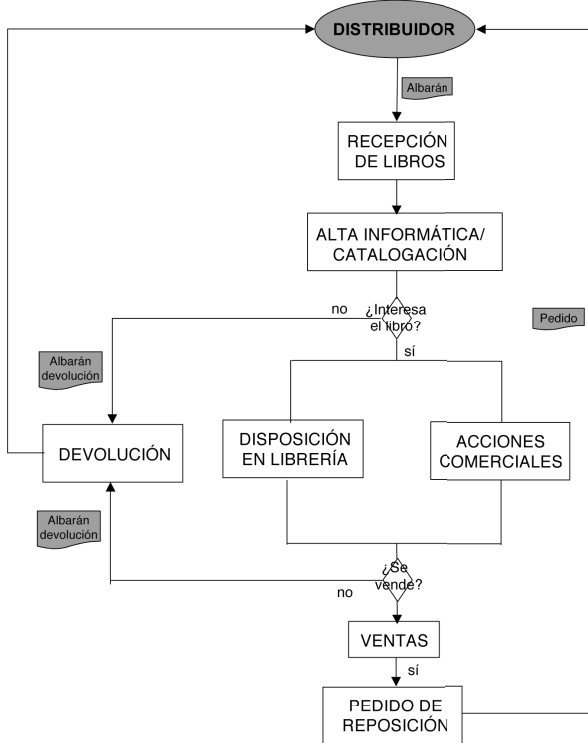 DISTRIBUIDOR
Albarán
RECEPCIÓN
DE LIBROS
ALTA INFORMÁTICA/
CATALOGACIÓN
no
¿Interesa
el libro?
Pedido
sí
Albarán
devolución
DEVOLUCIÓN
DISPOSICIÓN
EN LIBRERÍA
ACCIONES
COMERCIALES
Albarán
devolución
¿Se
vende?
no
VENTAS
sí
PEDIDO DE
REPOSICIÓN